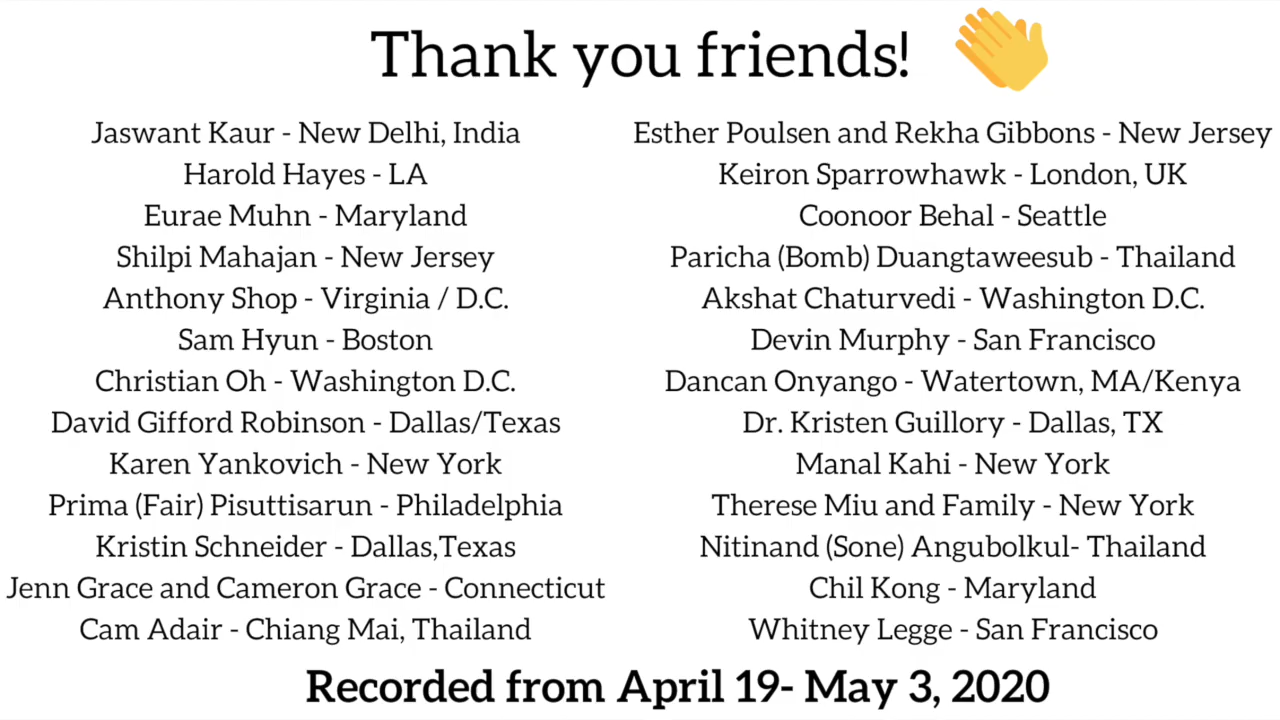 Thank you friends!
Jaswant Kaur - New Delhi, India
Harold Hayes - LA
Eurae Muhn - Maryland
Shilpi Mahajan - New Jersey
Anthony Shop - Virginia / D.C.
Sam Hyun - Boston
Christian Oh - Washington D.C.
David Gifford Robinson - Dallas/Texas
Karen Yankovich - New York
Prima (Fair) Pisuttisarun - Philadelphia
Kristin Schneider - Dallas,Texas
Jenn Grace and Cameron Grace - Connecticut
Cam Adair - Chiang Mai, Thailand
Esther Poulsen and Rekha Gibbons - New Jersey
Keiron Sparrowhawk - London, UK
Coonoor Behal - Seattle
Paricha (Bomb) Duangtaweesub - Thailand
Akshat Chaturvedi - Washington D.C.
Devin Murphy - San Francisco
Dancan Onyango - Watertown, MA/Kenya
Dr. Kristen Guillory - Dallas, TX
Manal Kahi - New York
Therese Miu and Family - New York
Nitinand (Sone) Angubolkul- Thailand
Chil Kong - Maryland
Whitney Legge - San Francisco
Recorded from April 19- May 3, 2020